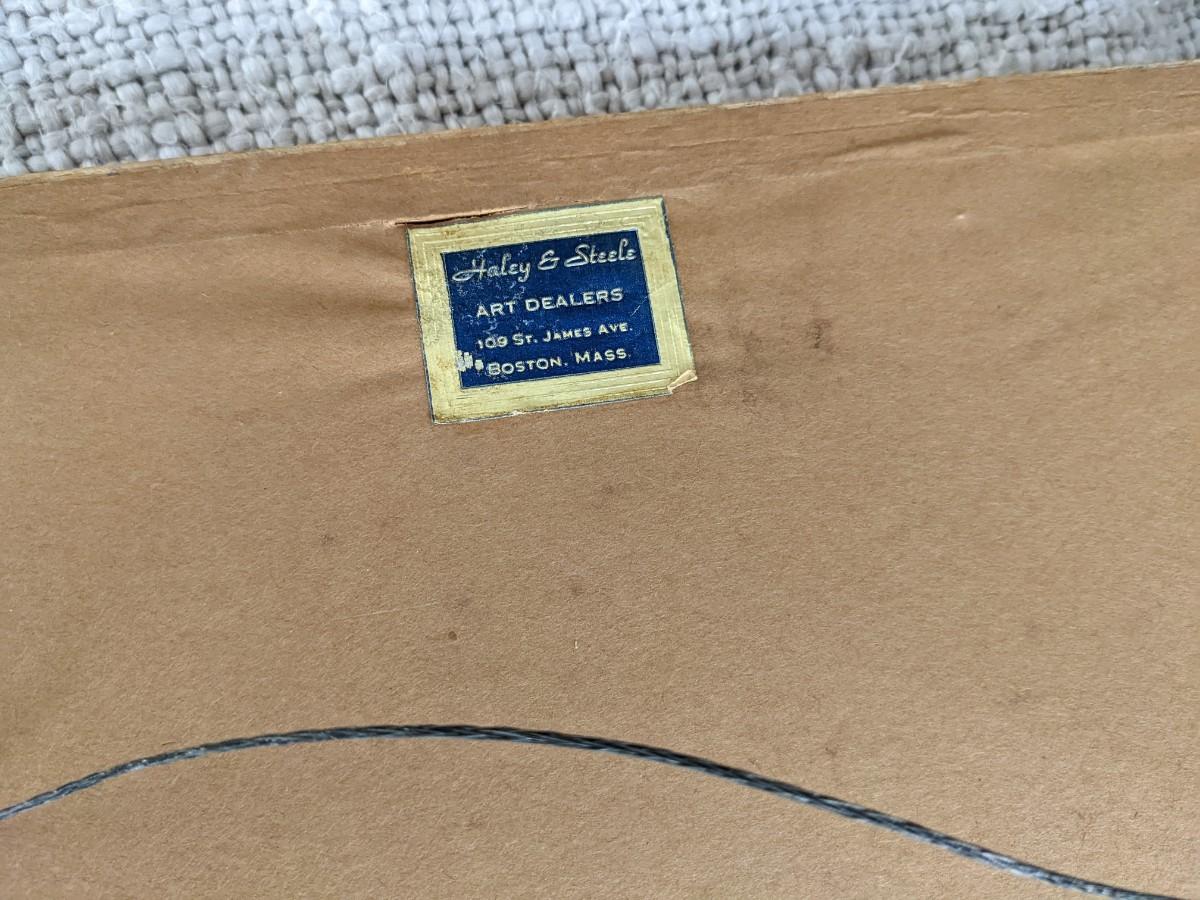 Haley & Steele
ART DEALERS
109 ST. JAMES AVE.
BOSTON, MASS.